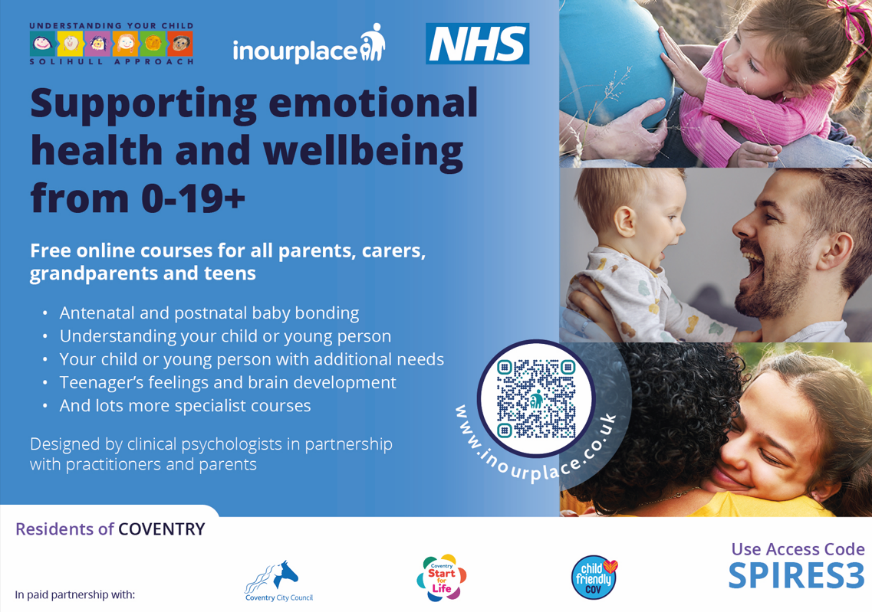 UNDERSTANDING YOUR CHILD
SOLIHULL APPROACH
inourplace
NHS
Supporting emotional
health and wellbeing
from 0-19+
Free online courses for all parents, carers,
grandparents and teens
• Antenatal and postnatal baby bonding
• Understanding your child or young person
• Your child or young person with additional needs
• Teenager’s feelings and brain development
• And lots more specialist courses
Designed by clinical psychologists in partnership
with practitioners and parents
www.inourplace.co.uk
Residents of COVENTRY
In paid partnership with:
Coventry City Council
Coventry
Start
for
Life
child
friendly
COV
Use Access Code
SPIRES3